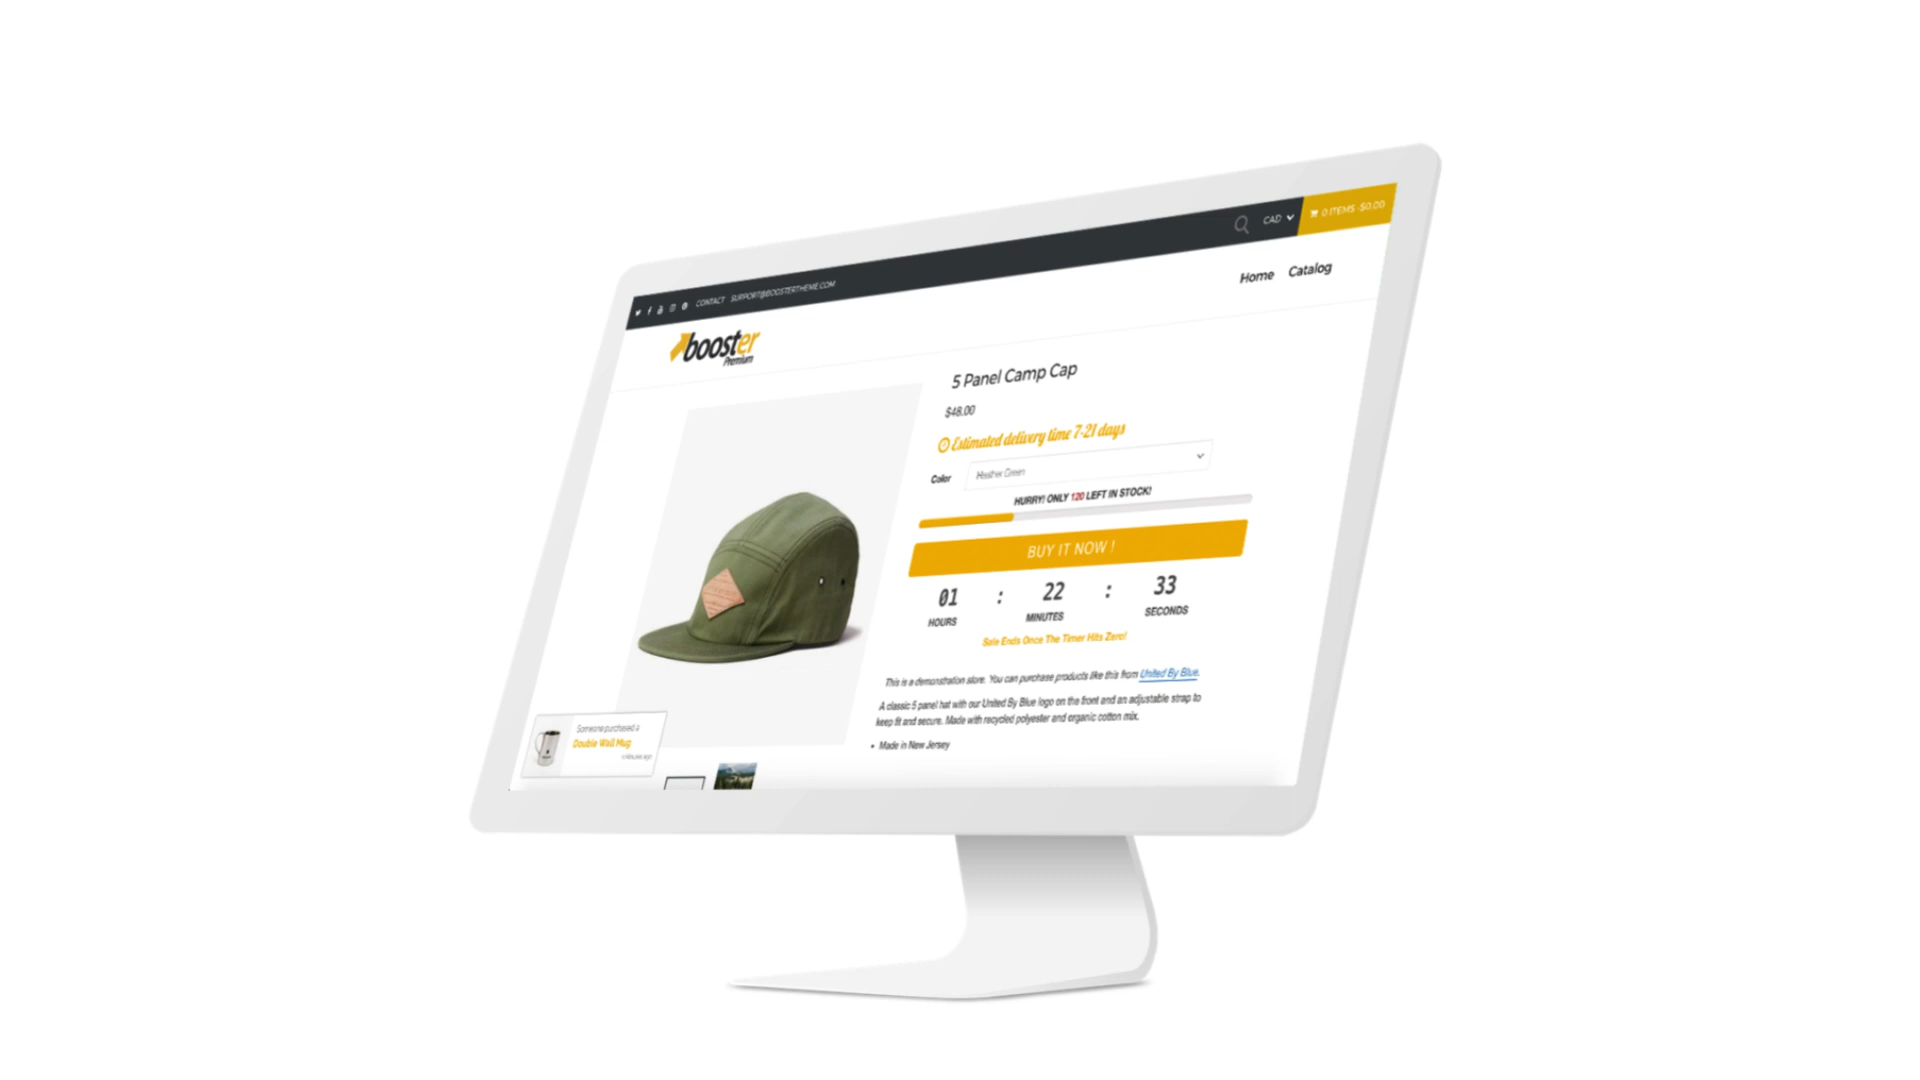 CONTACT SUPPORT@BOOSTERTHEME.COM
CAD
0 ITEMS -$0.00
booster
Premium
Home Catalog
5 Panel Camp Cap
$48.00
Estimated delivery time 7-21 days
Color Heather Green
HURRY! ONLY 120 LEFT IN STOCK!
BUY IT NOW !
01 : 22 : 33
HOURS MINUTES SECONDS
Sale Ends Once The Timer Hits Zero!
This is a demonstration store. You can purchase products like this from United By Blue.
A classic 5 panel hat with our United By Blue logo on the front and an adjustable strap to
keep fit and secure. Made with recycled polyester and organic cotton mix.
• Made in New Jersey
Someone purchased a
Double Wall Mug